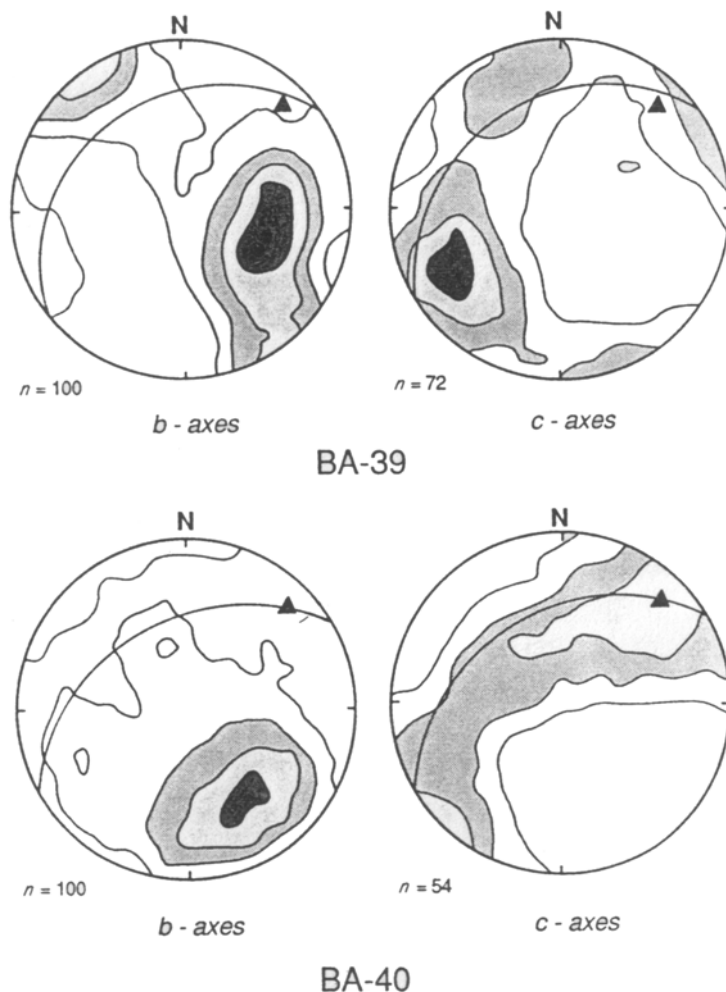 N N
n = 100 n = 72
b - axes c - axes
BA-39
N N
n = 100 n = 54
b - axes c - axes
BA-40